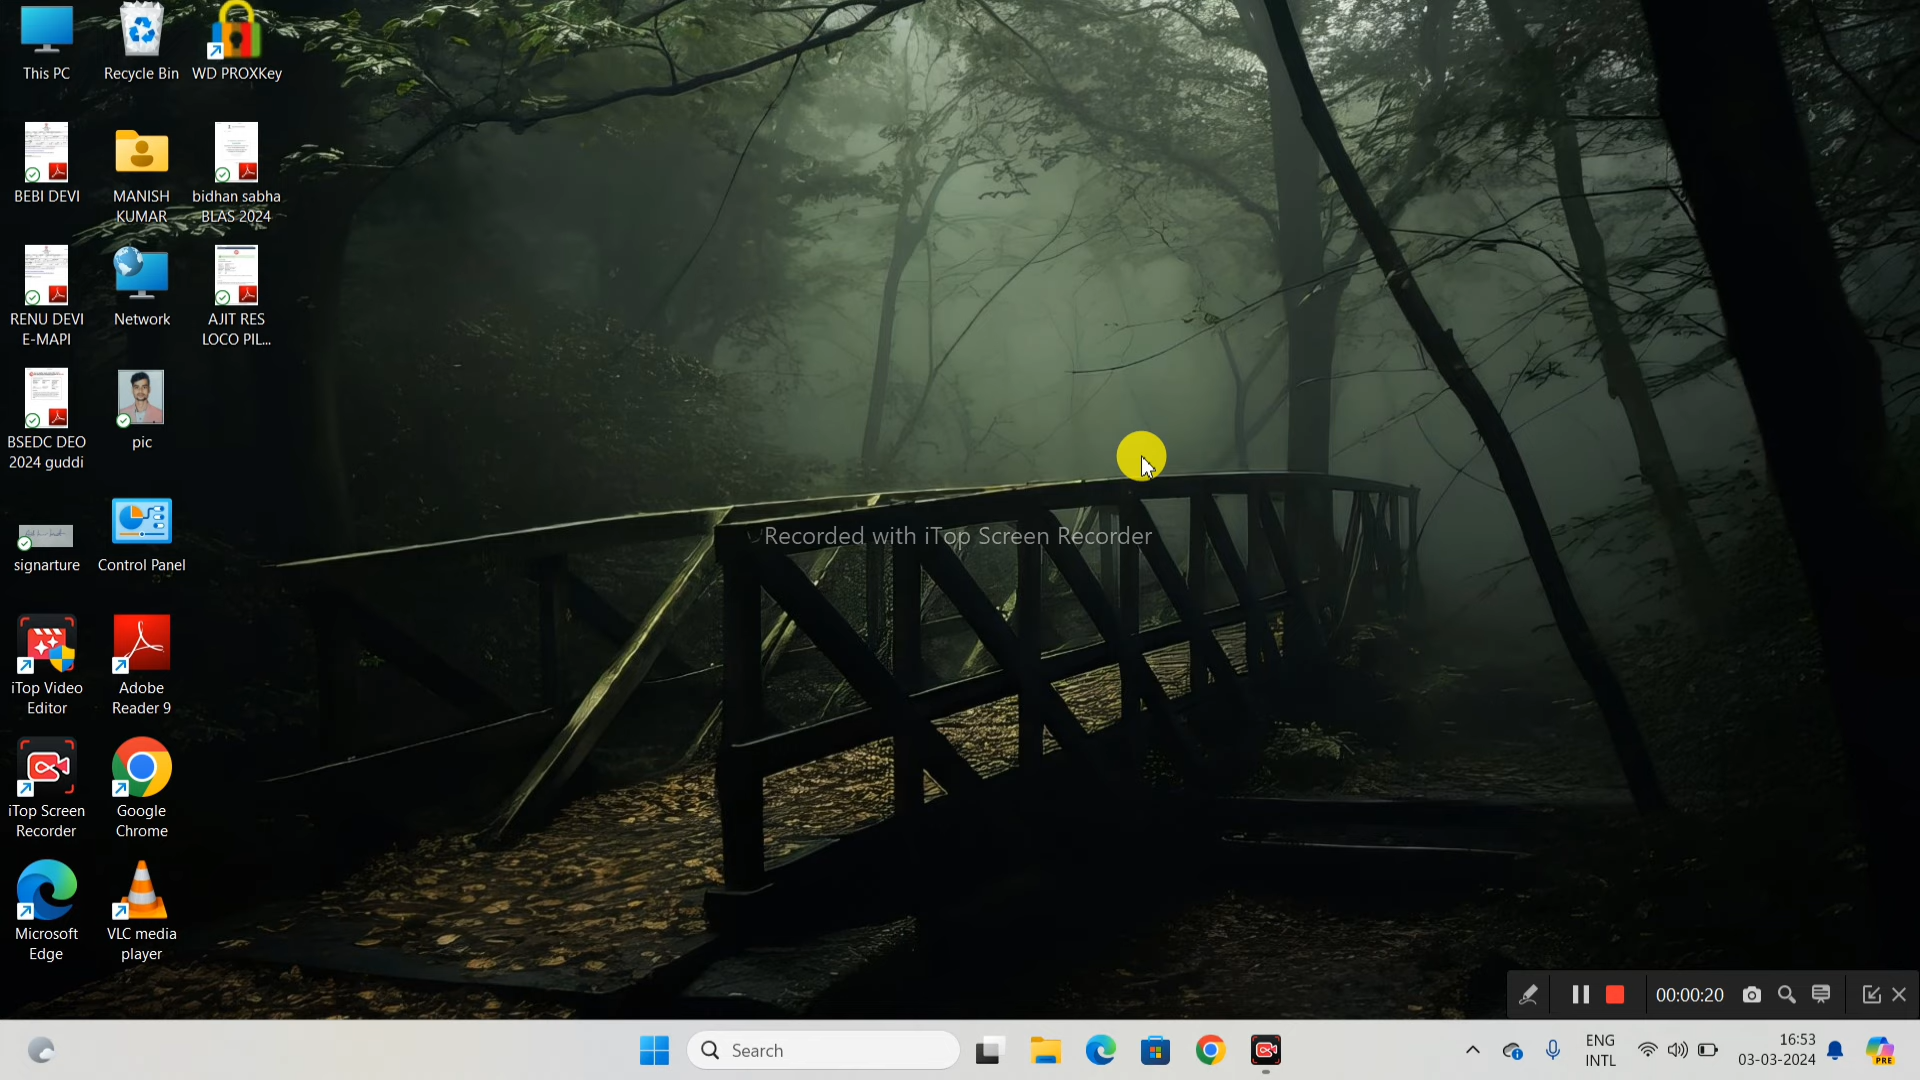 This PC
Recycle Bin
WD PROXKey
BEBI DEVI
MANISH
KUMAR
bidhan sabha
BLAS 2024
RENU DEVI
E-MAPI
Network
AJIT RES
LOCO PIL...
BSEDC DEO
2024 guddi
pic
signarture
Control Panel
Recorded with iTop Screen Recorder
iTop Video
Editor
Adobe
Reader 9
iTop Screen
Recorder
Google
Chrome
Microsoft
Edge
VLC media
player
00:00:20
Search
ENG
INTL
16:53
03-03-2024
PRE